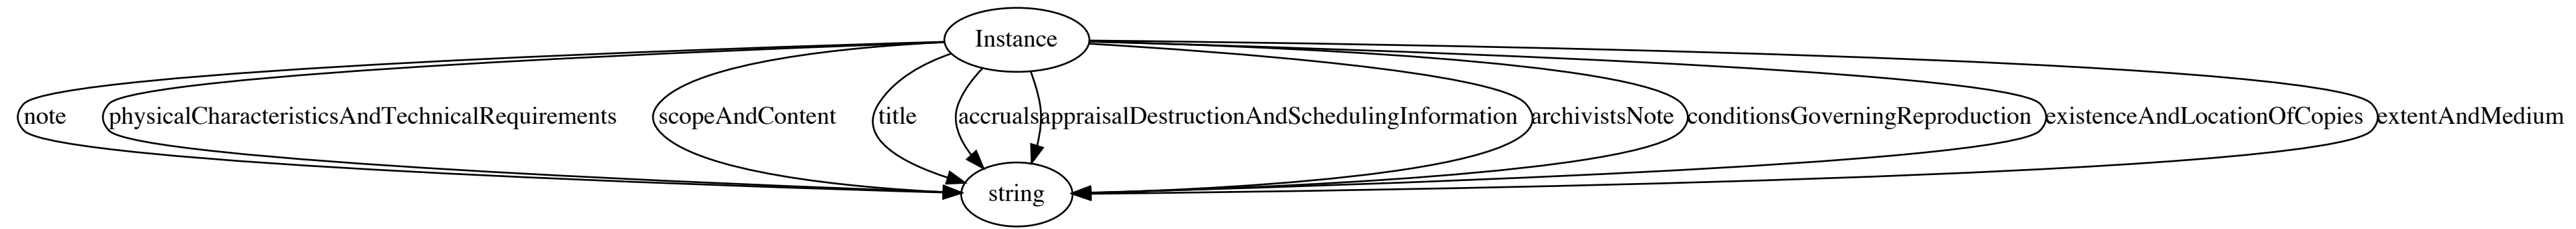 Instance
note
physicalCharacteristicsAndTechnicalRequirements
scopeAndContent
title
accruals
appraisalDestructionAndSchedulingInformation
archivistsNote
conditionsGoverningReproduction
existenceAndLocationOfCopies
extentAndMedium
string